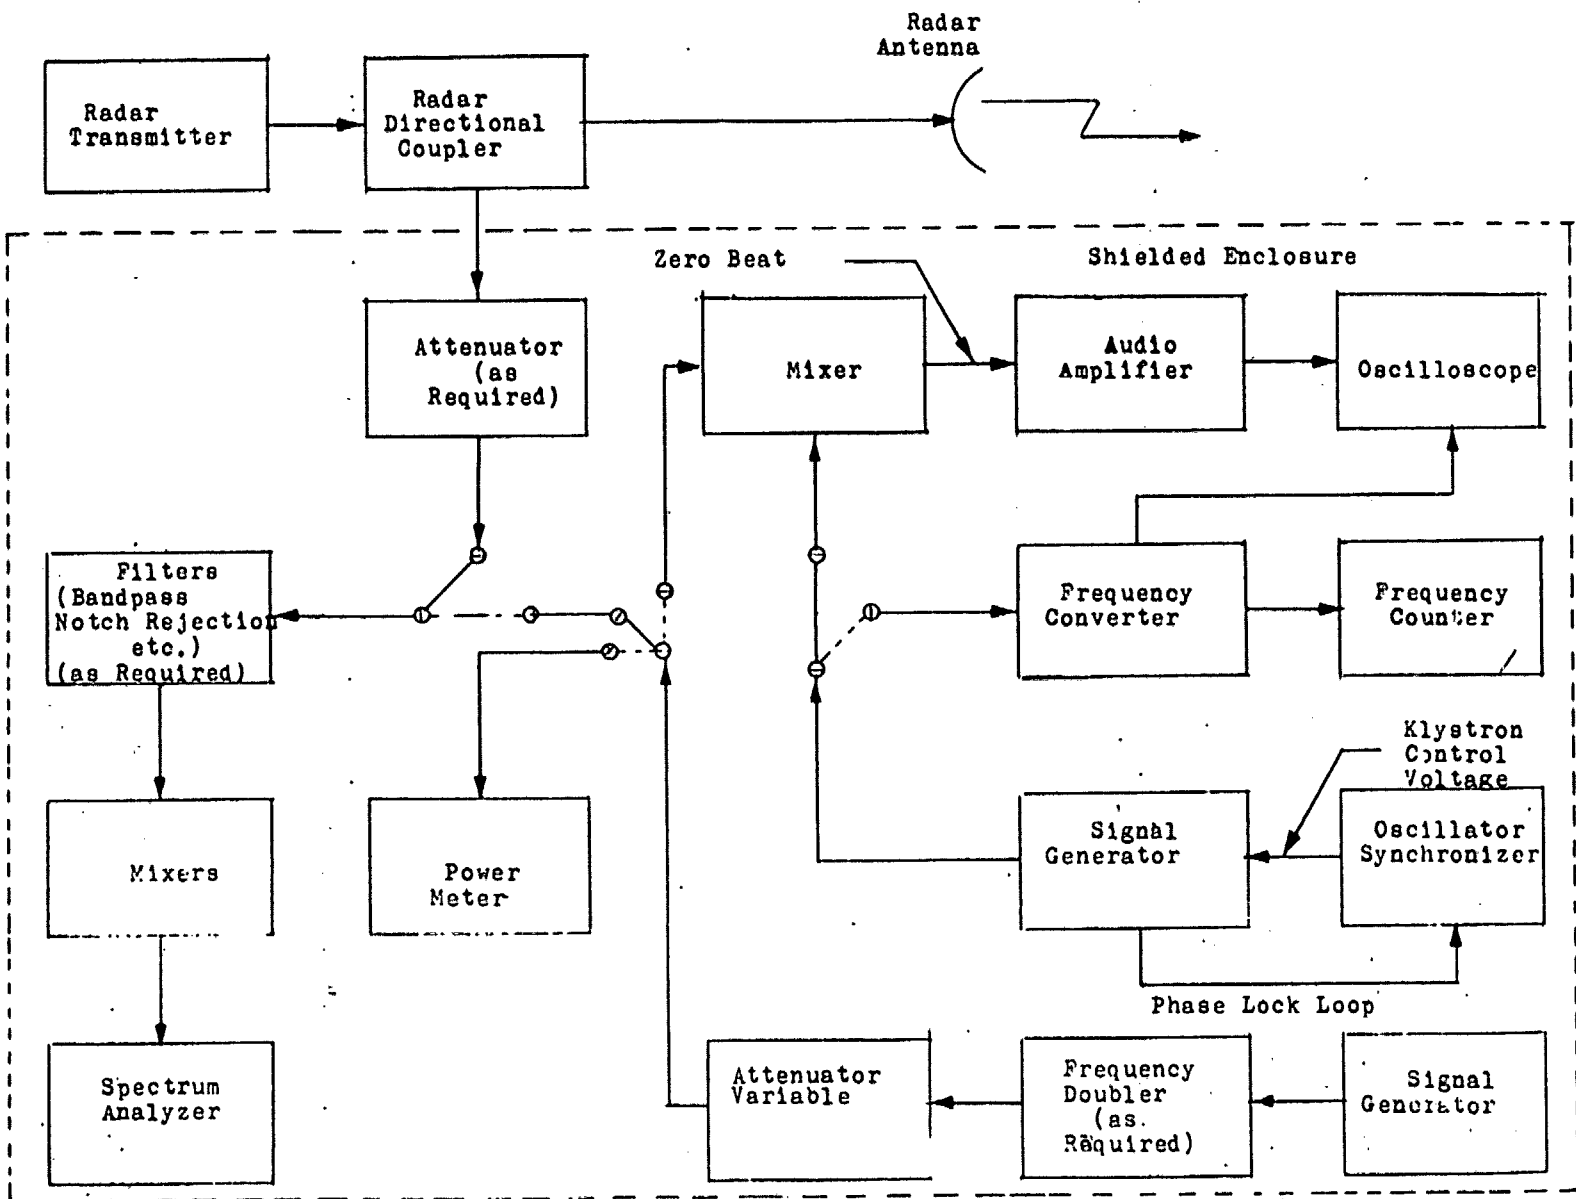 Radar
Antenna
Radar
Transmitter
Radar
Directional
Coupler
Zero Beat
Shielded Enclosure
Attenuator
(as
Required)
Mixer
Audio
Amplifier
Oscilloscope
Filters
(Bandpass
Notch Rejection
etc.)
(as Required)
Frequency
Converter
Frequency
Counter
Klystron
Control
Voltage
Mixers
Power
Meter
Signal
Generator
Oscillator
Synchronizer
Phase Lock Loop
Spectrum
Analyzer
Attenuator
Variable
Frequency
Doubler
(as.
Required)
Signal
Generator